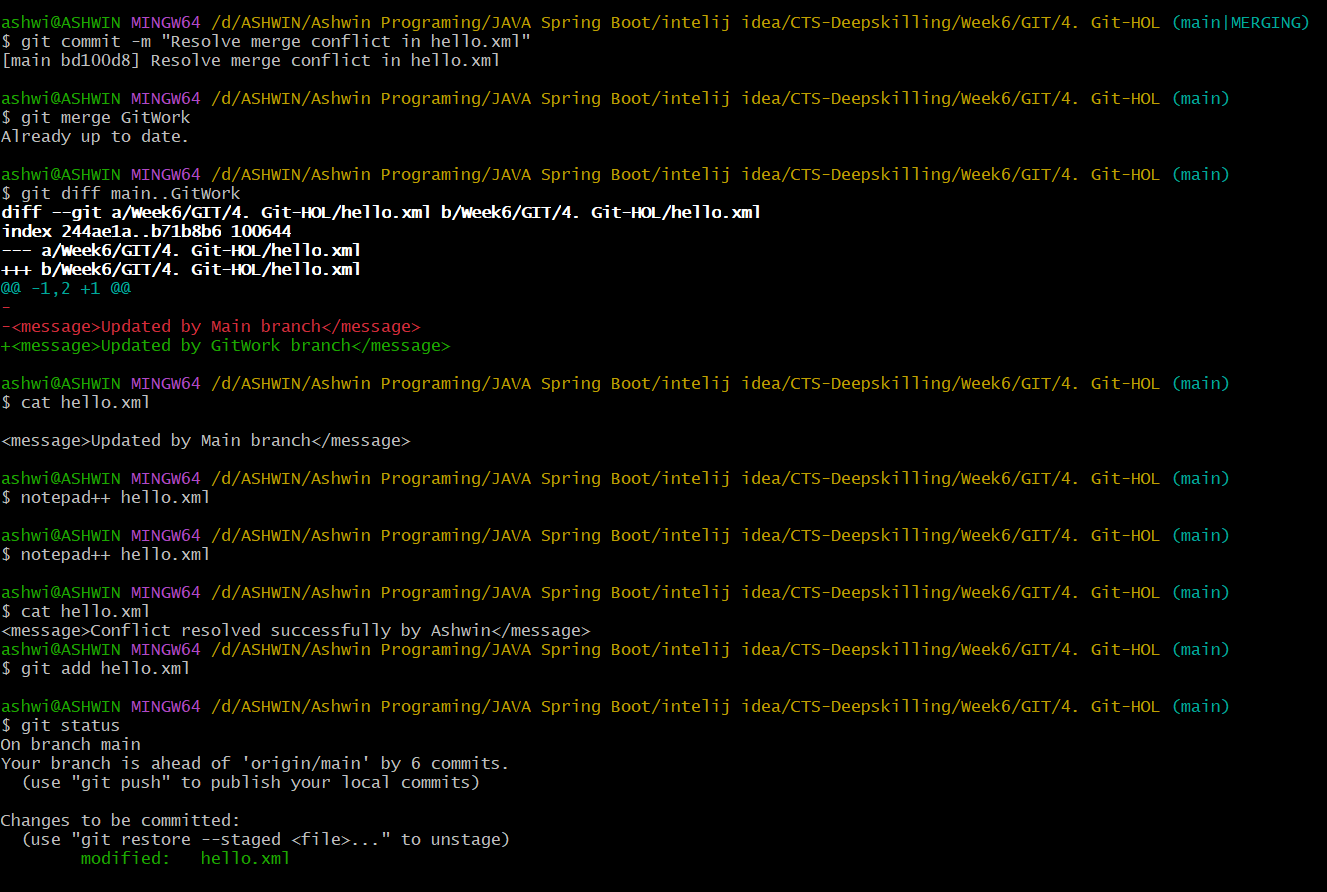 ashwi@ASHWIN MINGW64 /d/ASHWIN/Ashwin Programing/JAVA Spring Boot/intelij idea/CTS-Deepskilling/Week6/GIT/4. Git-HOL (main|MERGING)
$ git commit -m "Resolve merge conflict in hello.xml"
[main bd100d8] Resolve merge conflict in hello.xml
ashwi@ASHWIN MINGW64 /d/ASHWIN/Ashwin Programing/JAVA Spring Boot/intelij idea/CTS-Deepskilling/Week6/GIT/4. Git-HOL (main)
$ git merge GitWork
Already up to date.
ashwi@ASHWIN MINGW64 /d/ASHWIN/Ashwin Programing/JAVA Spring Boot/intelij idea/CTS-Deepskilling/Week6/GIT/4. Git-HOL (main)
$ git diff main..GitWork
diff --git a/Week6/GIT/4. Git-HOL/hello.xml b/Week6/GIT/4. Git-HOL/hello.xml
index 244ae1a..b71b8b6 100644
--- a/Week6/GIT/4. Git-HOL/hello.xml
+++ b/Week6/GIT/4. Git-HOL/hello.xml
@@ -1,2 +1 @@
-
-<message>Updated by Main branch</message>
+<message>Updated by GitWork branch</message>
ashwi@ASHWIN MINGW64 /d/ASHWIN/Ashwin Programing/JAVA Spring Boot/intelij idea/CTS-Deepskilling/Week6/GIT/4. Git-HOL (main)
$ cat hello.xml
<message>Updated by Main branch</message>
ashwi@ASHWIN MINGW64 /d/ASHWIN/Ashwin Programing/JAVA Spring Boot/intelij idea/CTS-Deepskilling/Week6/GIT/4. Git-HOL (main)
$ notepad++ hello.xml
ashwi@ASHWIN MINGW64 /d/ASHWIN/Ashwin Programing/JAVA Spring Boot/intelij idea/CTS-Deepskilling/Week6/GIT/4. Git-HOL (main)
$ notepad++ hello.xml
ashwi@ASHWIN MINGW64 /d/ASHWIN/Ashwin Programing/JAVA Spring Boot/intelij idea/CTS-Deepskilling/Week6/GIT/4. Git-HOL (main)
$ cat hello.xml
<message>Conflict resolved successfully by Ashwin</message>
ashwi@ASHWIN MINGW64 /d/ASHWIN/Ashwin Programing/JAVA Spring Boot/intelij idea/CTS-Deepskilling/Week6/GIT/4. Git-HOL (main)
$ git add hello.xml
ashwi@ASHWIN MINGW64 /d/ASHWIN/Ashwin Programing/JAVA Spring Boot/intelij idea/CTS-Deepskilling/Week6/GIT/4. Git-HOL (main)
$ git status
On branch main
Your branch is ahead of 'origin/main' by 6 commits.
  (use "git push" to publish your local commits)
Changes to be committed:
  (use "git restore --staged <file>..." to unstage)
        modified:   hello.xml